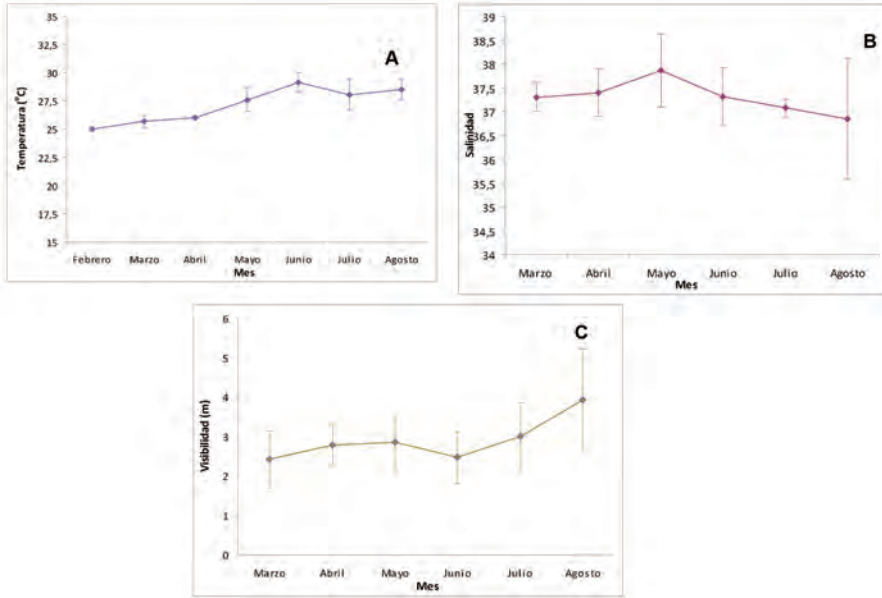 A
Temperatura (°C)
35
32,5
30
27,5
25
22,5
20
17,5
15
Febrero Marzo Abril Mayo Junio Julio Agosto
Mes
B
Salinidad
39
38,5
38
37,5
37
36,5
36
35,5
35
34,5
34
Marzo Abril Mayo Junio Julio Agosto
Mes
C
Visibilidad (m)
6
5
4
3
2
1
0
Marzo Abril Mayo Junio Julio Agosto
Mes